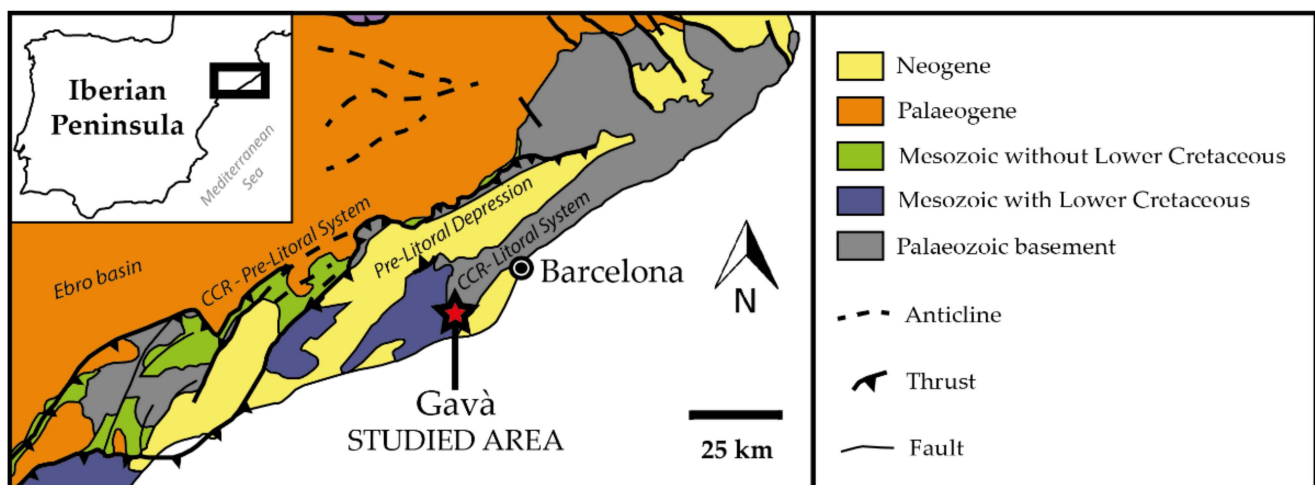 Iberian
Peninsula
Mediterranean
Sea
Ebro basin
CCR - Pre-Litoral System
Pre-Litoral Depression
CCR- Litoral System
Barcelona
N
Gavà
STUDIED AREA
25 km
Neogene
Palaeogene
Mesozoic without Lower Cretaceous
Mesozoic with Lower Cretaceous
Palaeozoic basement
Anticline
Thrust
Fault